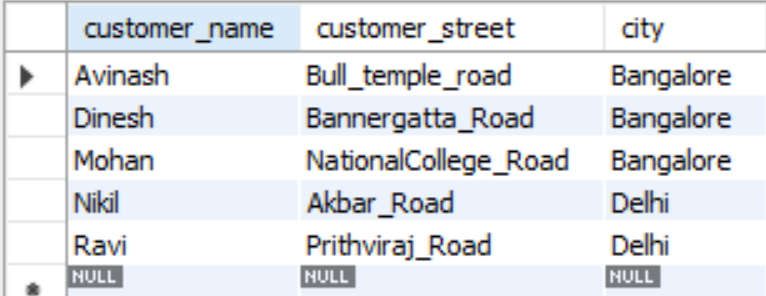 customer_name customer_street city
Avinash Bull_temple_road Bangalore
Dinesh Bannergatta_Road Bangalore
Mohan NationalCollege_Road Bangalore
Nikil Akbar_Road Delhi
Ravi Prithviraj_Road Delhi
NULL NULL NULL